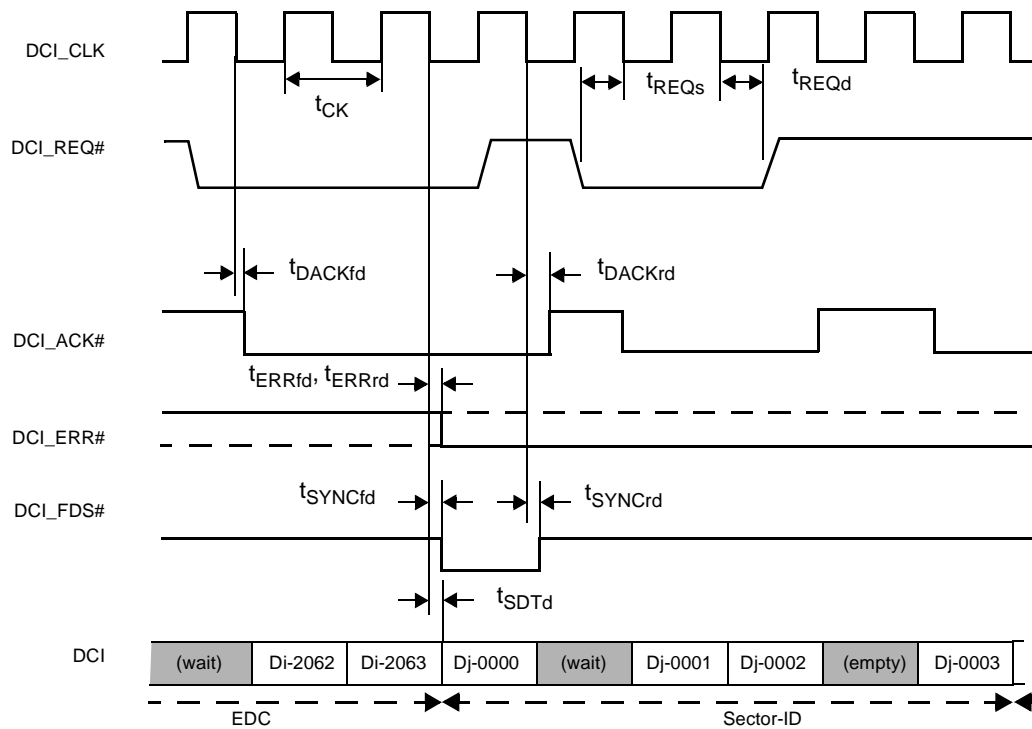 DCI_CLK
tCK
tREQs
tREQd
DCI_REQ#
tDACKfd
tDACKrd
DCI_ACK#
tERRfd, tERRrd
DCI_ERR#
tSYNCfd
tSYNCrd
DCI_FDS#
tSDTd
DCI (wait) Di-2062 Di-2063 Dj-0000 (wait) Dj-0001 Dj-0002 (empty) Dj-0003
EDC Sector-ID